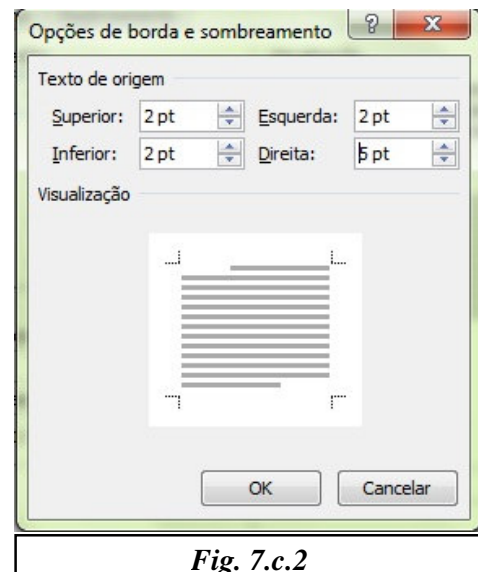 Opções de borda e sombreamento
Texto de origem
Superior: 2 pt Esquerda: 2 pt
Inferior: 2 pt Direita: 5 pt
Visualização
OK Cancelar
Fig. 7.c.2